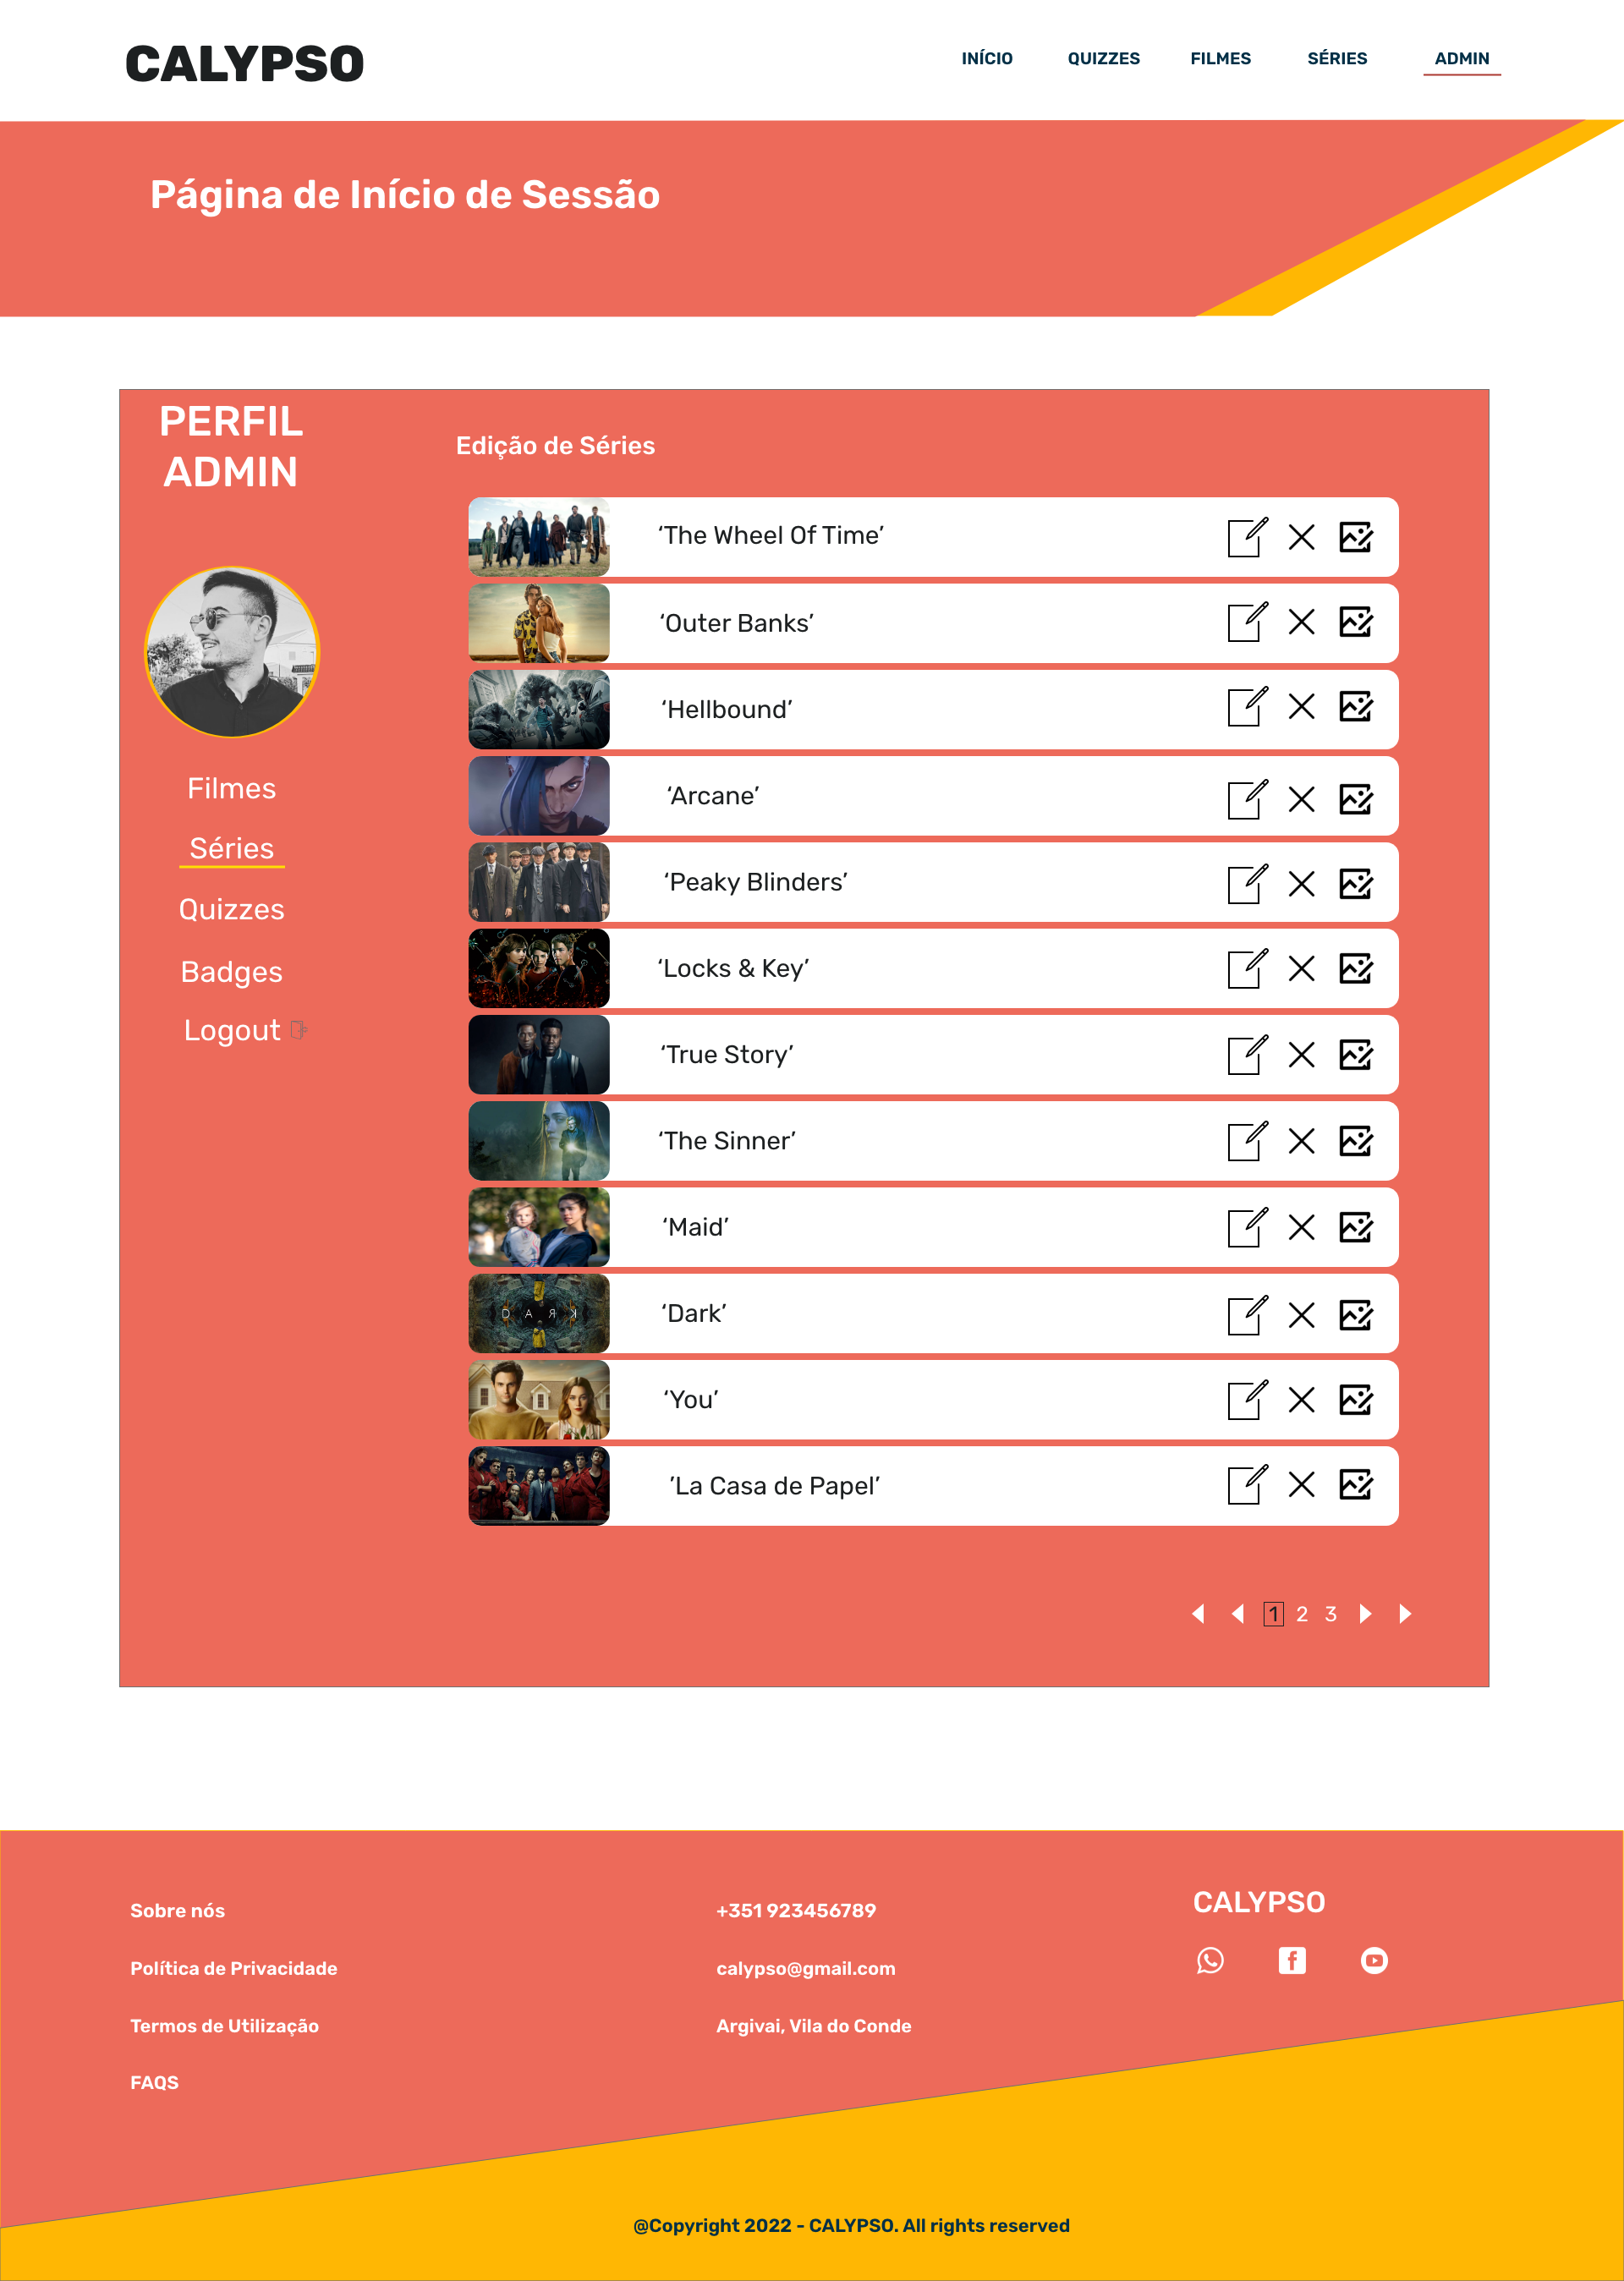 CALYPSO
INÍCIO
QUIZZES
FILMES
SÉRIES
ADMIN
Página de Início de Sessão
PERFIL
ADMIN
Filmes
Séries
Quizzes
Badges
Logout
Edição de Séries
‘The Wheel Of Time’
‘Outer Banks’
‘Hellbound’
‘Arcane’
‘Peaky Blinders’
‘Locks & Key’
‘True Story’
‘The Sinner’
‘Maid’
DARK
‘Dark’
‘You’
’La Casa de Papel’
1 2 3
Sobre nós
Política de Privacidade
Termos de Utilização
FAQS
+351 923456789
calypso@gmail.com
Argivai, Vila do Conde
CALYPSO
@Copyright 2022 - CALYPSO. All rights reserved